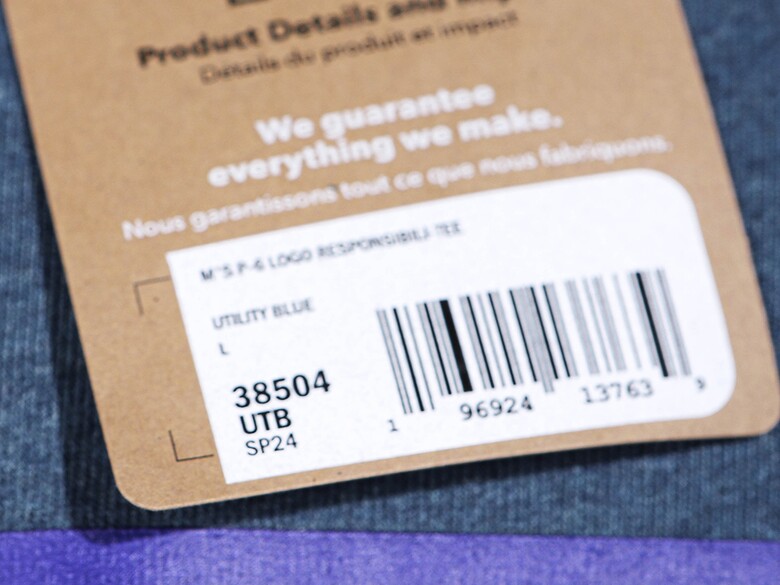 Product Details and
Détails du produit et impact
We guarantee
everything we make.
Nous garantissons tout ce que nous fabriquons.
M'S P-6 LOGO RESPONSIBILI-TEE
UTILITY BLUE
L
38504
UTB
SP24
1 96924 13763 9